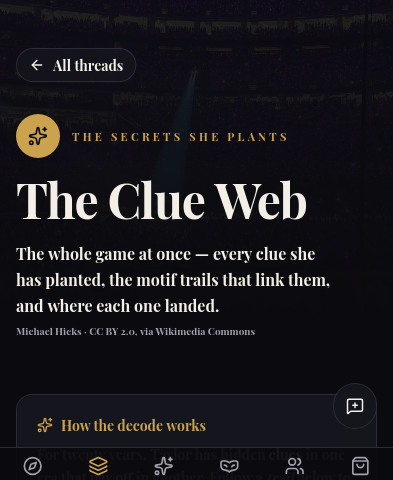 All threads
THE SECRETS SHE PLANTS
The Clue Web
The whole game at once — every clue she
has planted, the motif trails that link them,
and where each one landed.
Michael Hicks · CC BY 2.0, via Wikimedia Commons
How the decode works